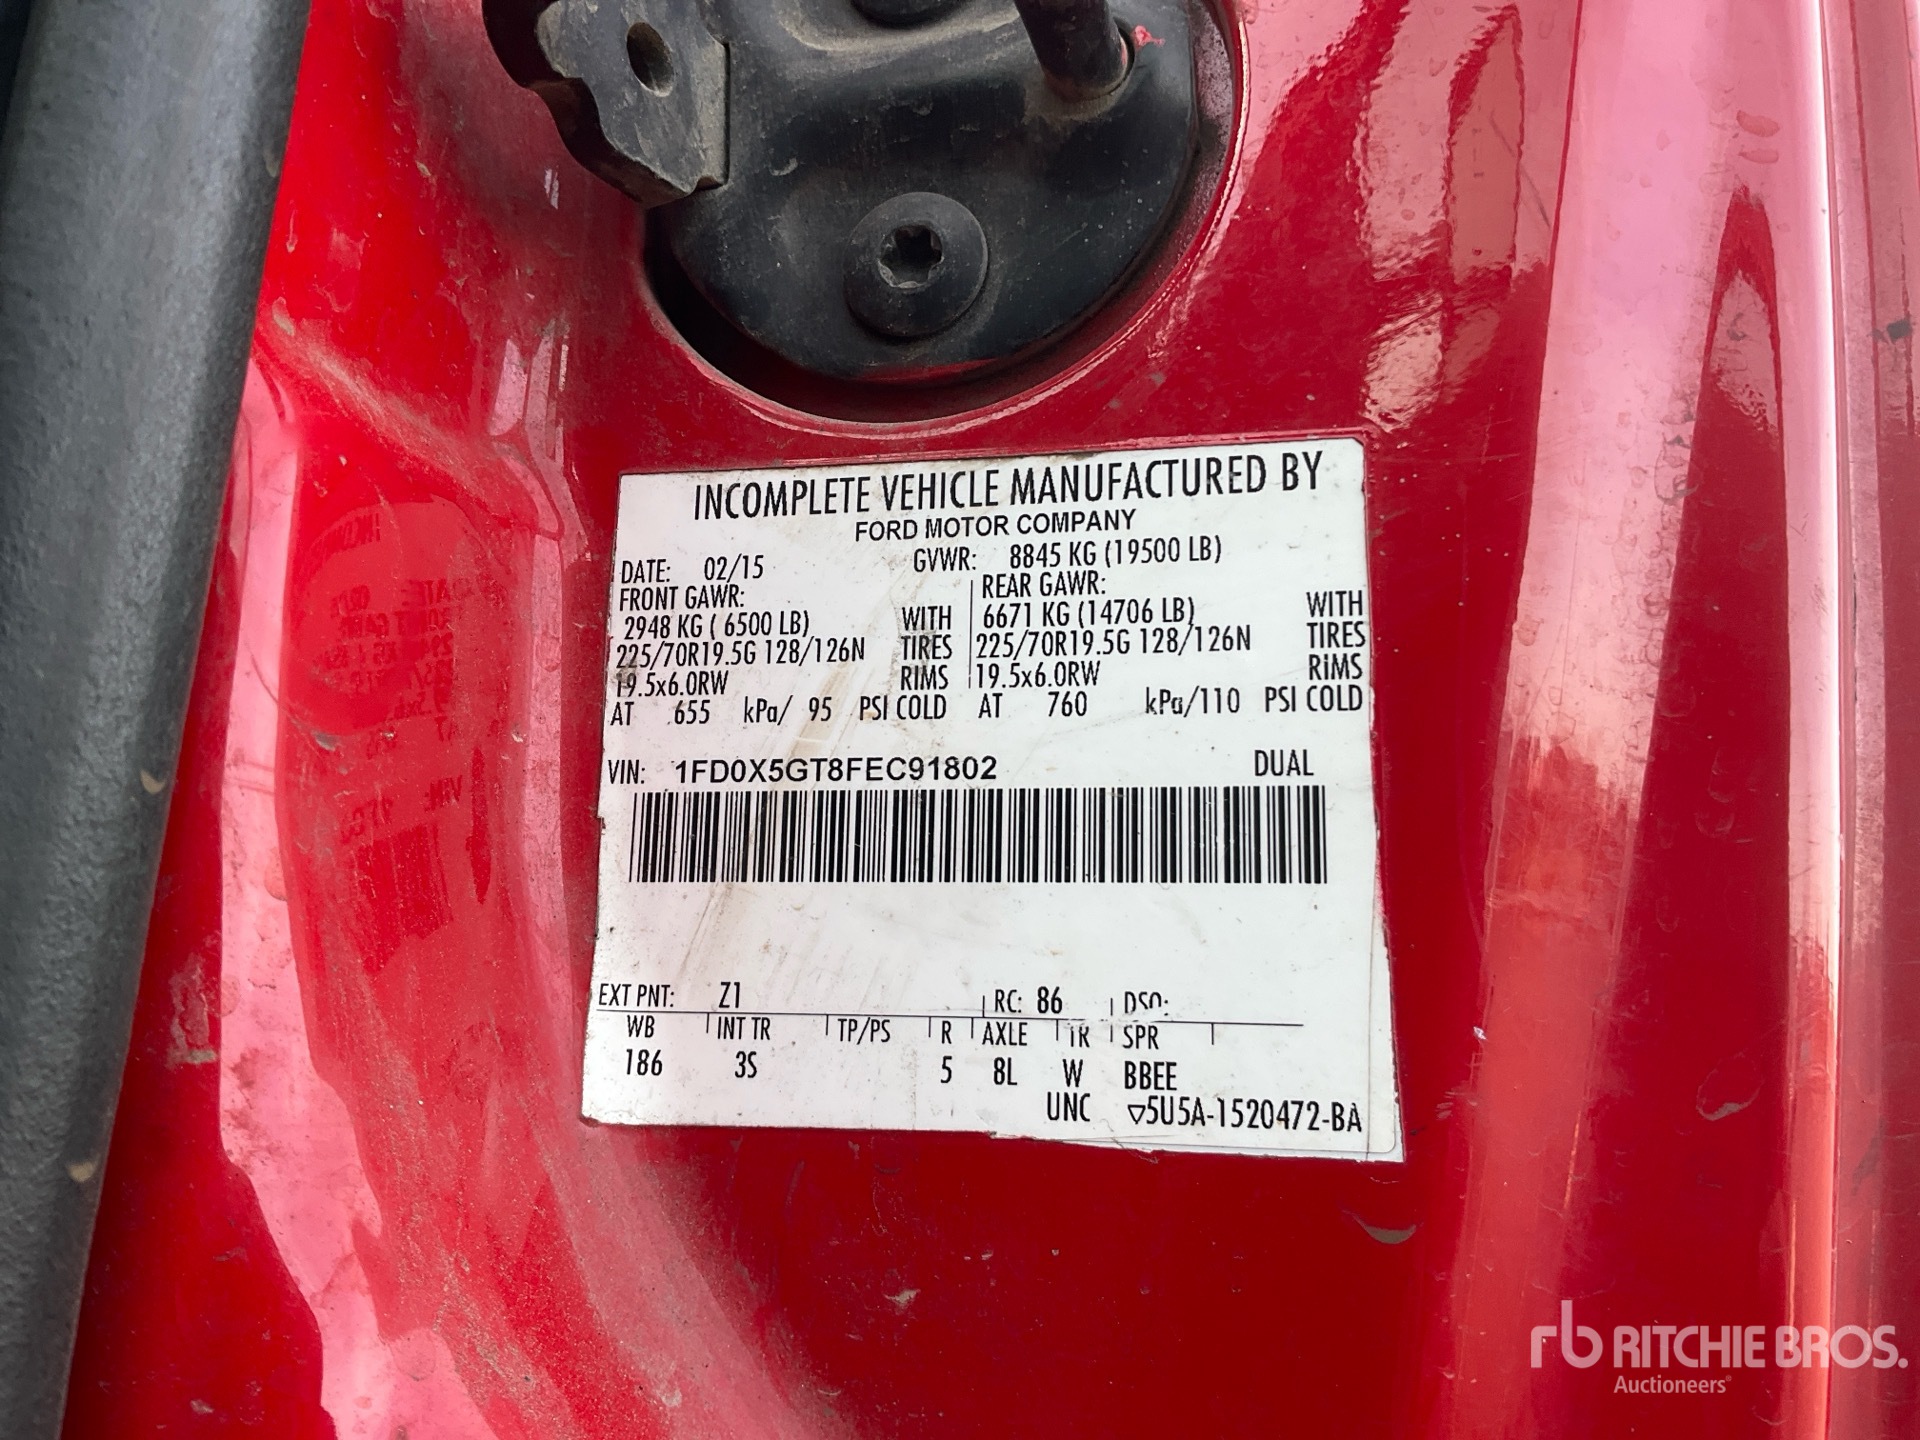 INCOMPLETE VEHICLE MANUFACTURED BY
FORD MOTOR COMPANY
DATE: 02/15 GVWR: 8845 KG (19500 LB)
FRONT GAWR: REAR GAWR:
2948 KG ( 6500 LB) WITH 6671 KG (14706 LB) WITH
225/70R19.5G 128/126N TIRES 225/70R19.5G 128/126N TIRES
19.5x6.0RW RIMS 19.5x6.0RW RIMS
AT 655 kPa/ 95 PSI COLD AT 760 kPa/110 PSI COLD
VIN: 1FD0X5GT8FEC91802 DUAL
EXT PNT: Z1 RC: 86 DSO:
WB INT TR TP/PS R AXLE TR SPR
186 3S 5 8L W BBEE
UNC ▽5U5A-1520472-BA
rb RITCHIE BROS.
Auctioneers